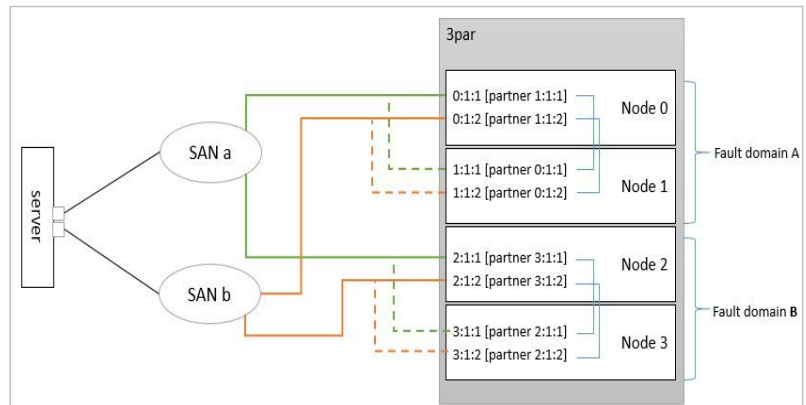 3par
0:1:1 [partner 1:1:1]
0:1:2 [partner 1:1:2]
Node 0
1:1:1 [partner 0:1:1]
1:1:2 [partner 0:1:2]
Node 1
Fault domain A
2:1:1 [partner 3:1:1]
2:1:2 [partner 3:1:2]
Node 2
3:1:1 [partner 2:1:1]
3:1:2 [partner 2:1:2]
Node 3
Fault domain B
SAN a
SAN b
server